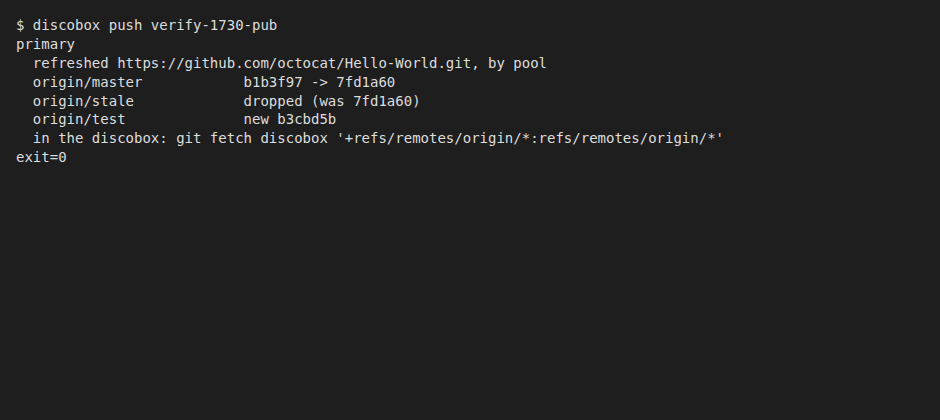 $ discobox push verify-1730-pub
primary
  refreshed https://github.com/octocat/Hello-World.git, by pool
  origin/master            b1b3f97 -> 7fd1a60
  origin/stale             dropped (was 7fd1a60)
  origin/test              new b3cbd5b
  in the discobox: git fetch discobox '+refs/remotes/origin/*:refs/remotes/origin/*'
exit=0